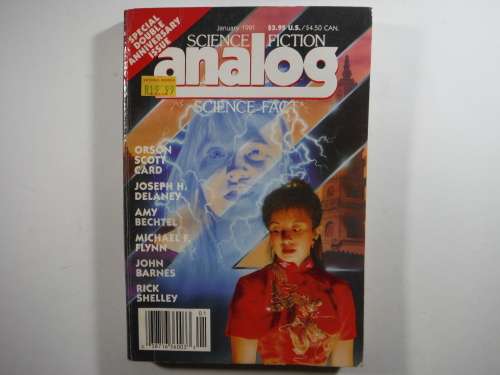 SPECIAL
DOUBLE
ANNIVERSARY
ISSUE
January 1991
$3.95 U.S./$4.50 CAN.
SCIENCE FICTION
analog
SCIENCE FACT
ORSON
SCOTT
CARD
JOSEPH H.
DELANEY
AMY
BECHTEL
MICHAEL F.
FLYNN
JOHN
BARNES
RICK
SHELLEY
01